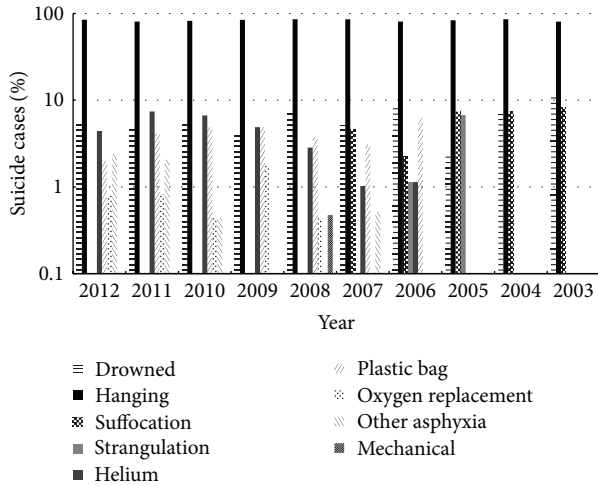 100
10
1
0.1
Suicide cases (%)
2012 2011 2010 2009 2008 2007 2006 2005 2004 2003
Year
Drowned
Hanging
Suffocation
Strangulation
Helium
Plastic bag
Oxygen replacement
Other asphyxia
Mechanical